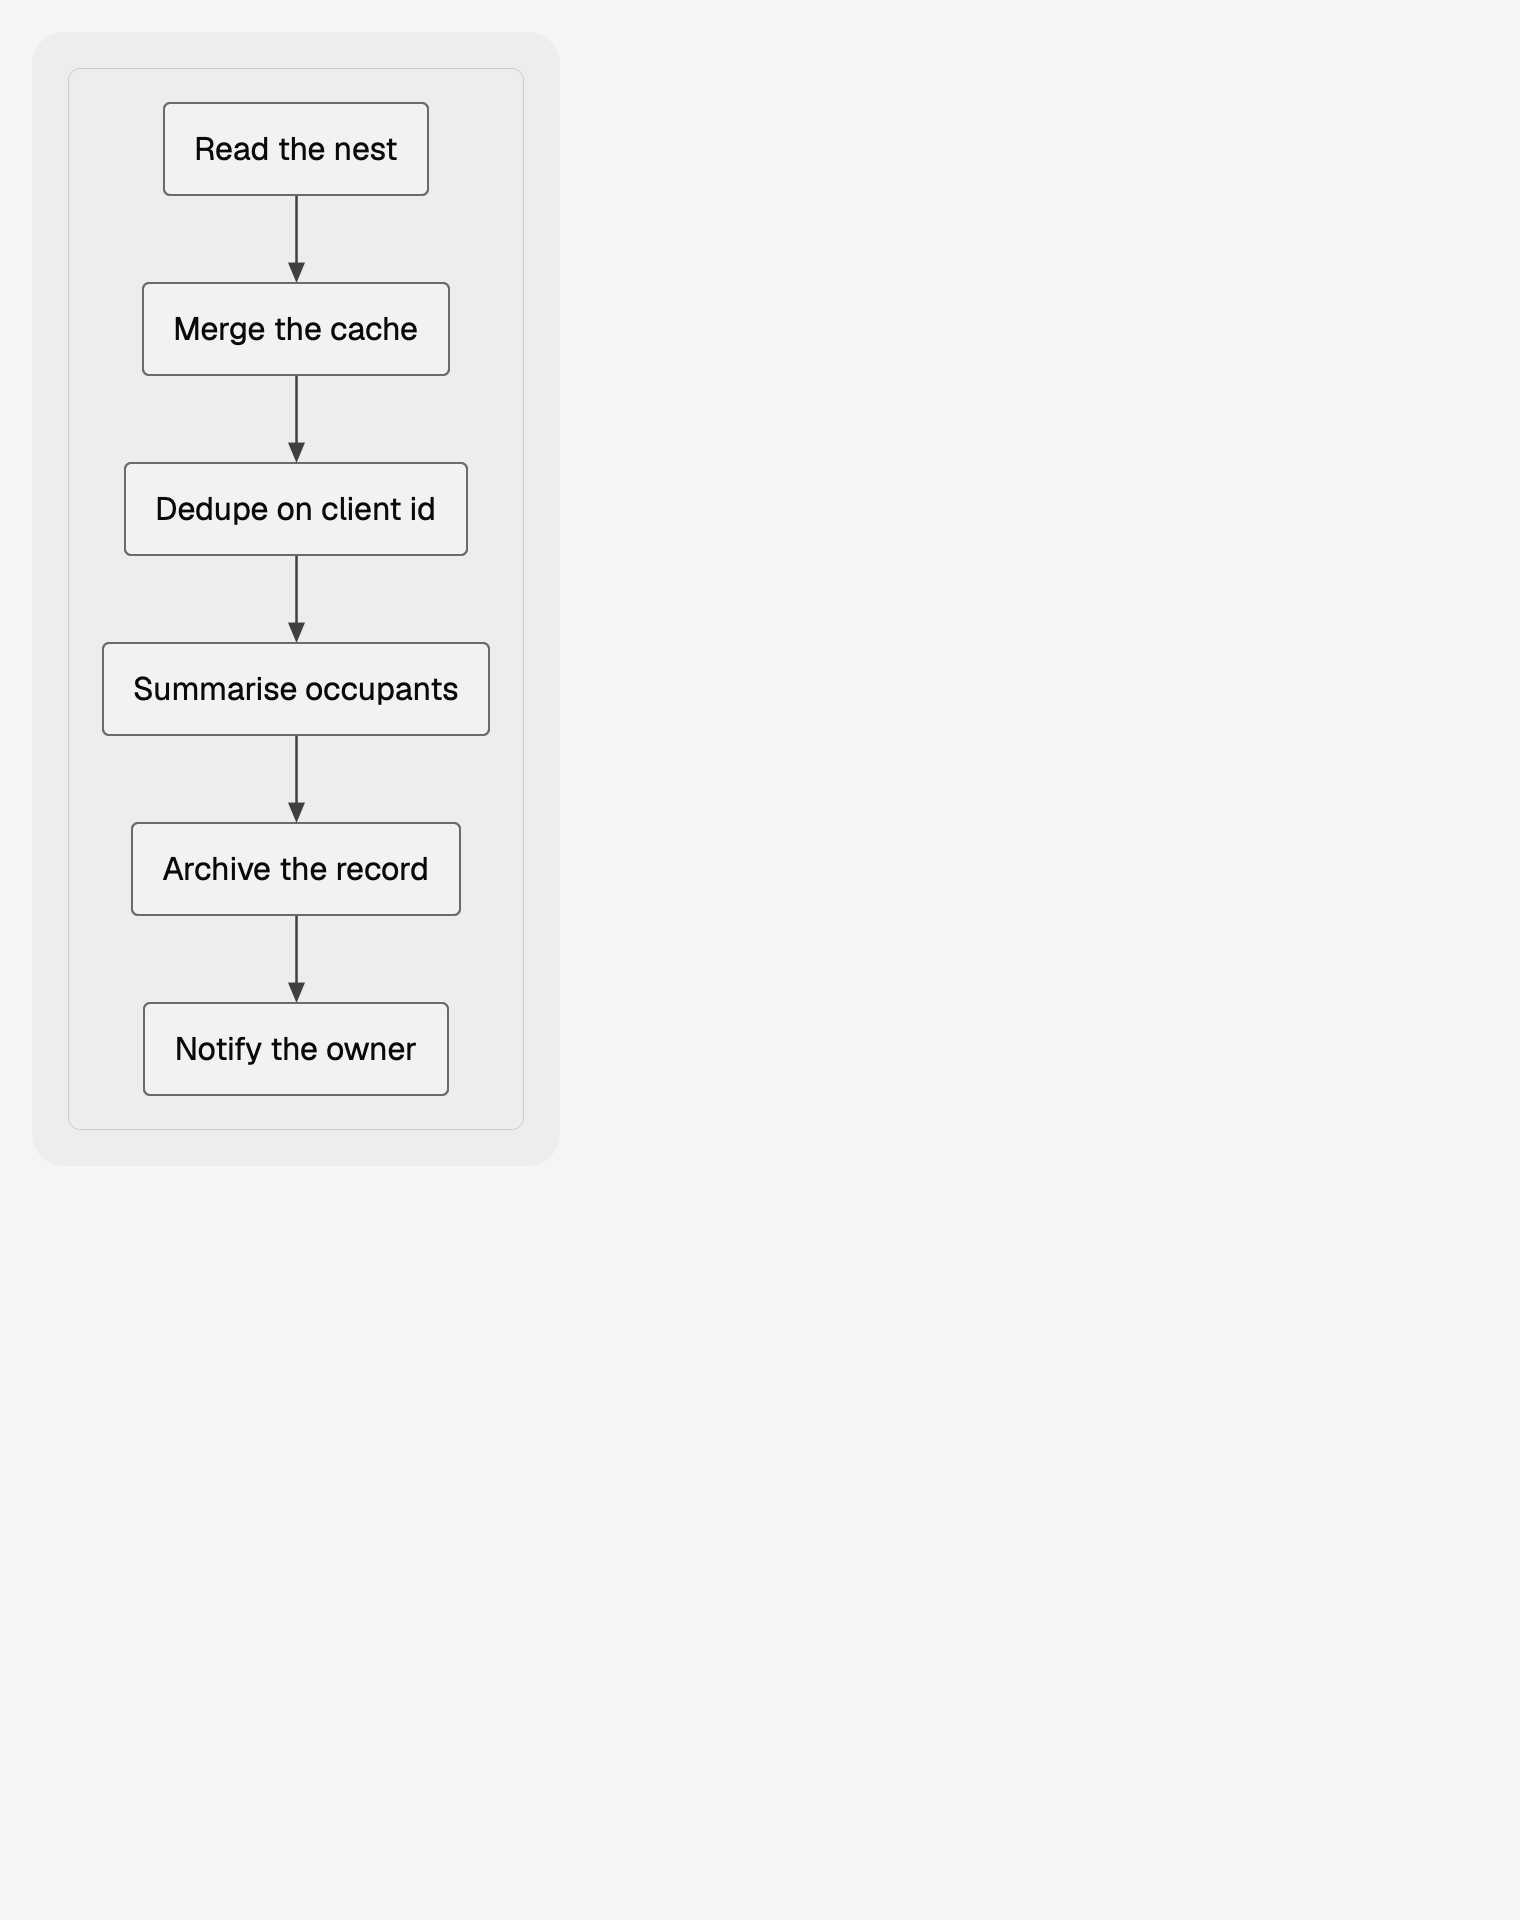 Read the nest
Merge the cache
Dedupe on client id
Summarise occupants
Archive the record
Notify the owner